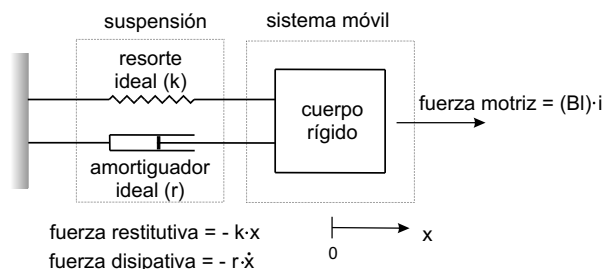 suspensión
sistema móvil
resorte
ideal (k)
cuerpo
rígido
fuerza motriz = (Bl)·i
amortiguador
ideal (r)
fuerza restitutiva = - k·x
fuerza disipativa = - r·ẋ
0
x